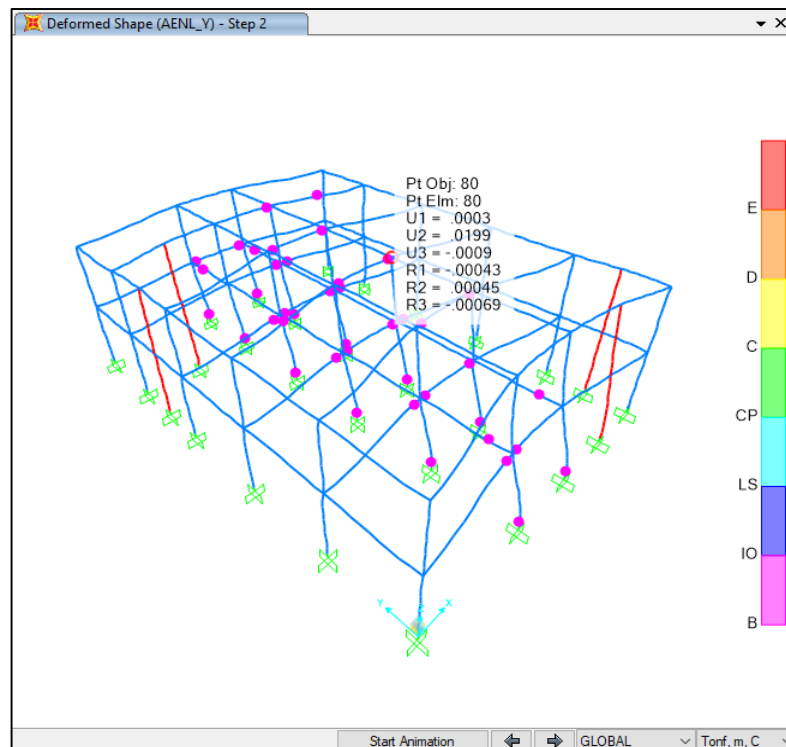 Deformed Shape (AENL_Y) - Step 2
Pt Obj: 80
Pt Elm: 80
U1 = .0003
U2 = .0199
U3 = -.0009
R1 = -.00043
R2 = .00045
R3 = -.00069
E
D
C
CP
LS
IO
B
Y
Z
X
Start Animation
GLOBAL
Tonf, m, C